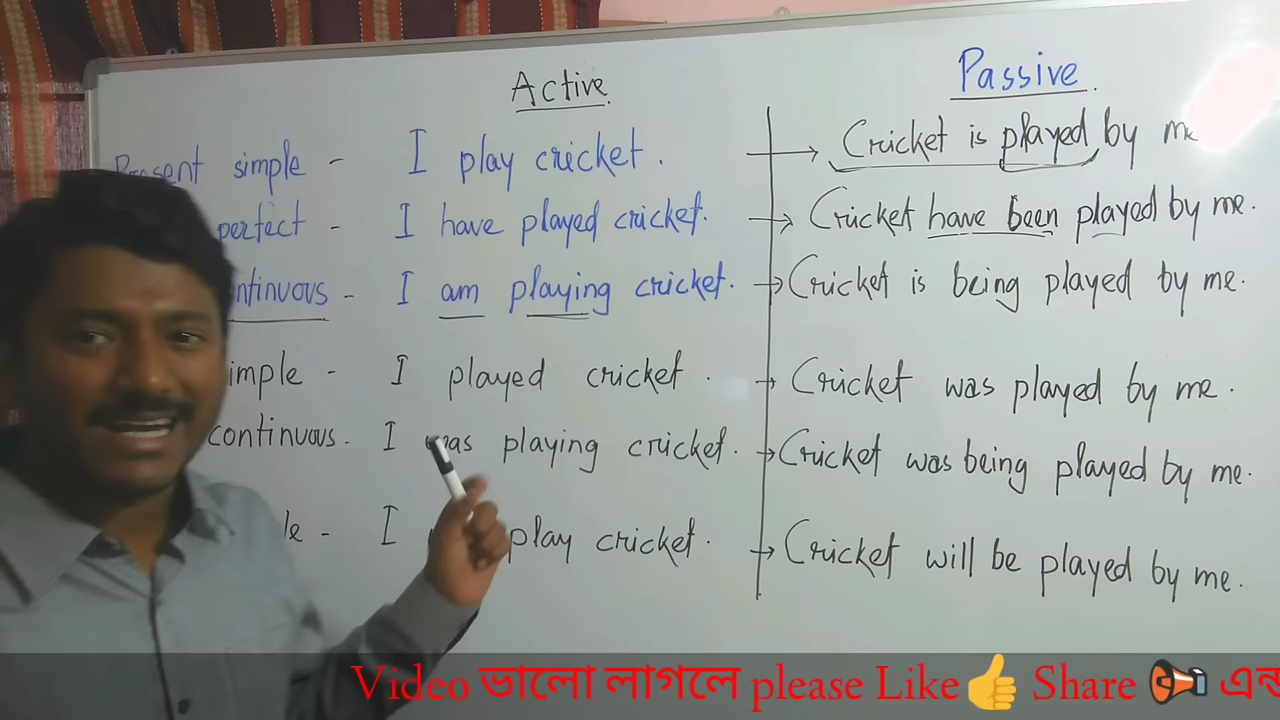 Active Passive
Present simple - I play cricket. → Cricket is played by me
perfect - I have played cricket. → Cricket have been played by me.
ntinuous - I am playing cricket. → Cricket is being played by me.
imple - I played cricket. → Cricket was played by me.
continuous. I was playing cricket. → Cricket was being played by me.
le - I play cricket. → Cricket will be played by me.
Video ভালো লাগলে please Like 👍 Share 📢 এন্ড